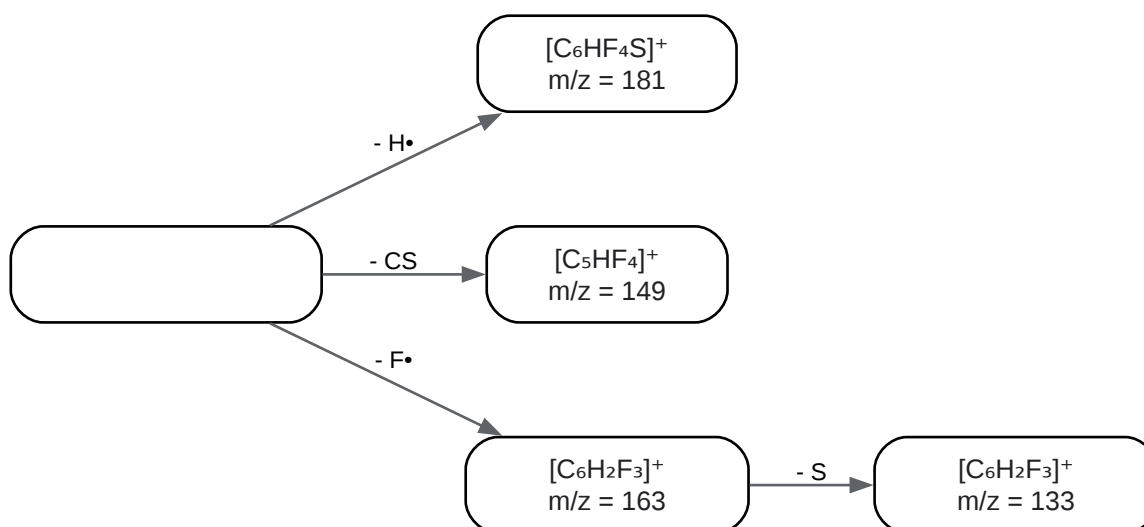 [C₆HF₄S]⁺
m/z = 181
- H•
- CS
[C₅HF₄]⁺
m/z = 149
- F•
[C₆H₂F₃]⁺
m/z = 163
- S
[C₆H₂F₃]⁺
m/z = 133